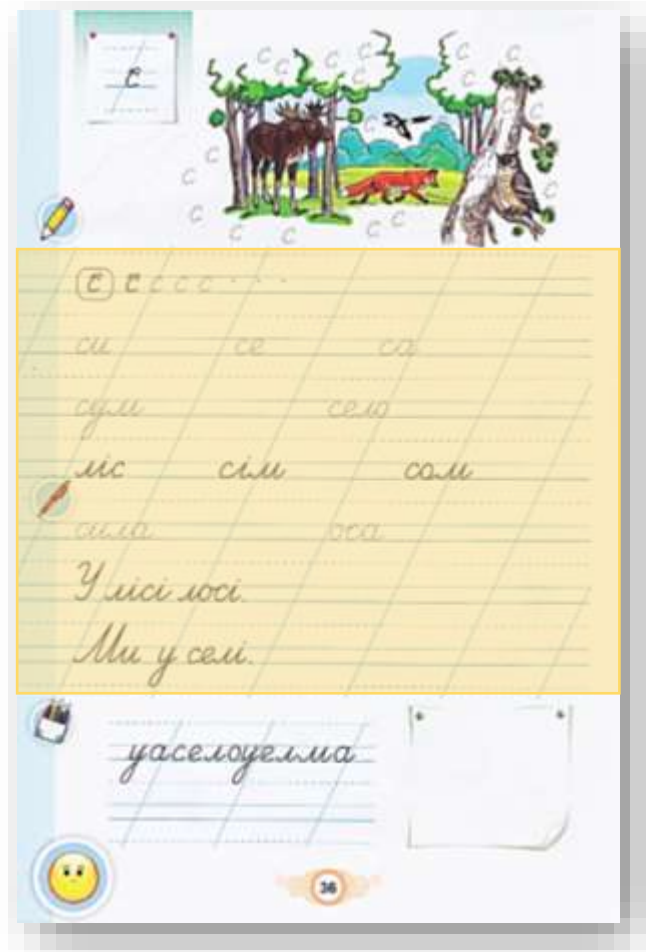 с
с с с с с с с с с с с с с с с с с с
с с с с с
си се са
сум село
ліс сім сом
сила оса
У лісі лосі.
Ми у селі.
уаселоуелма
36